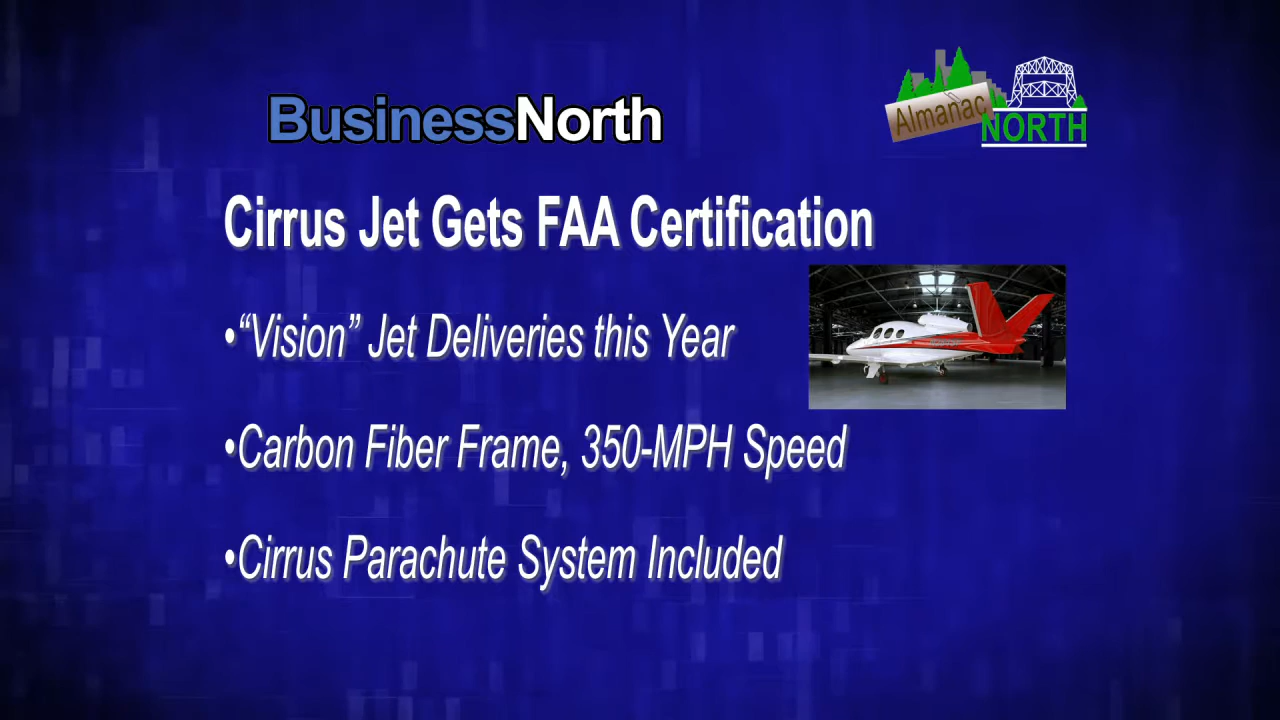 BusinessNorth
Almanac
NORTH
Cirrus Jet Gets FAA Certification
•“Vision” Jet Deliveries this Year
•Carbon Fiber Frame, 350-MPH Speed
•Cirrus Parachute System Included